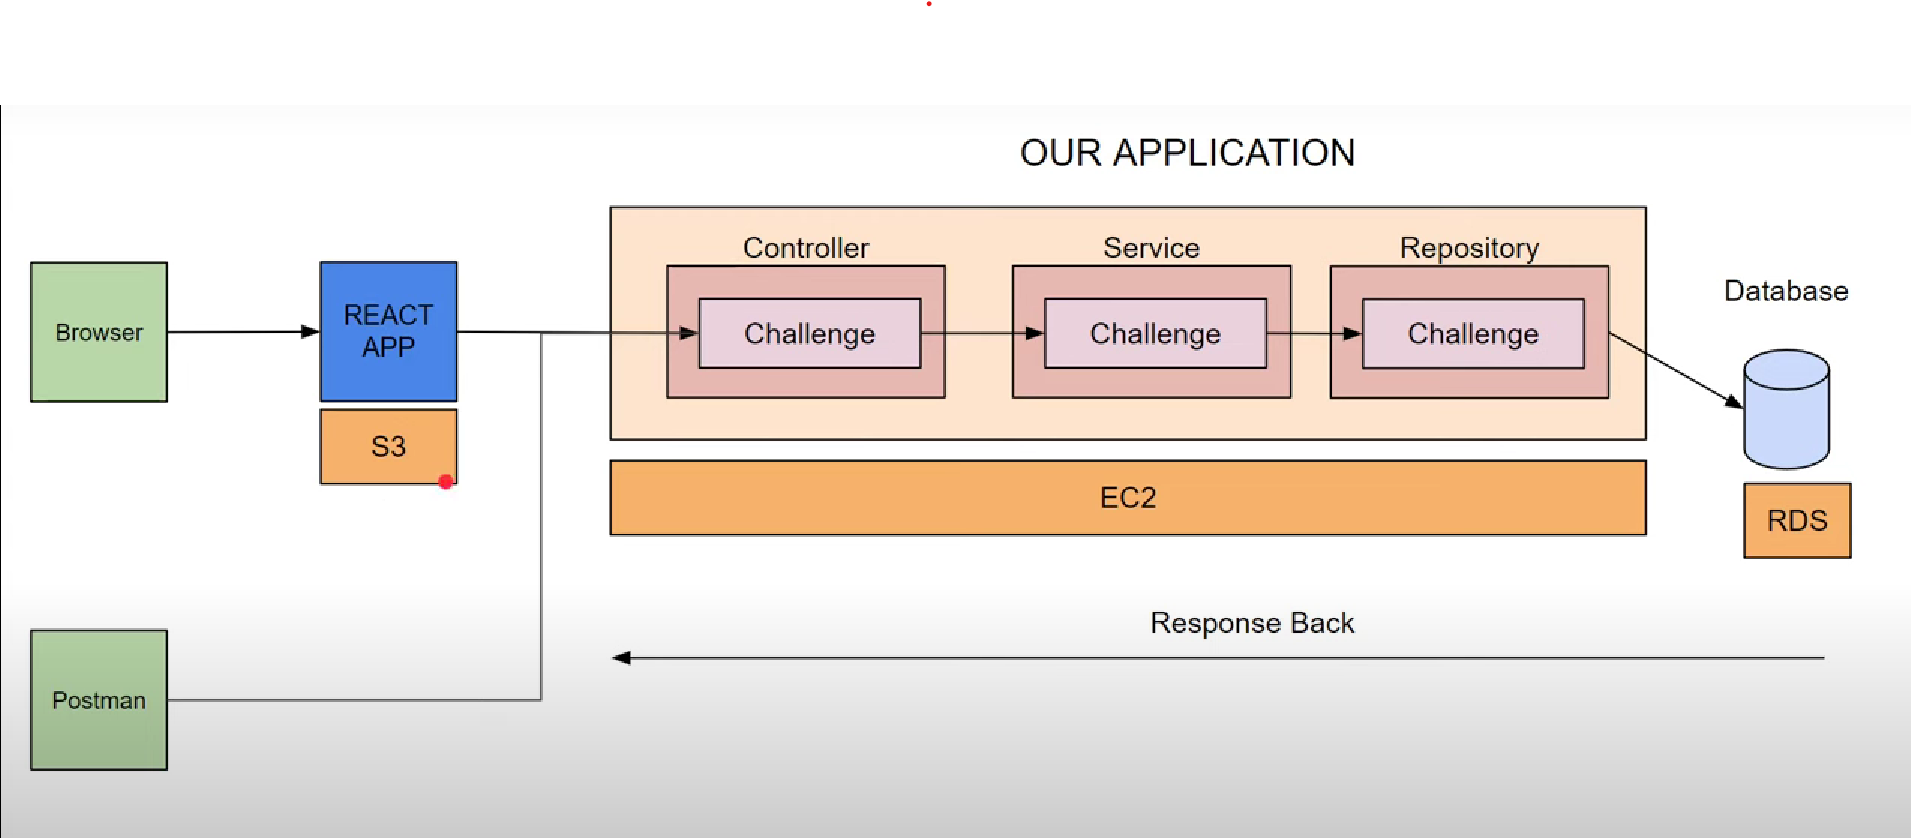 OUR APPLICATION
Controller
Service
Repository
Database
Browser
REACT
APP
Challenge
Challenge
Challenge
S3
EC2
RDS
Response Back
Postman